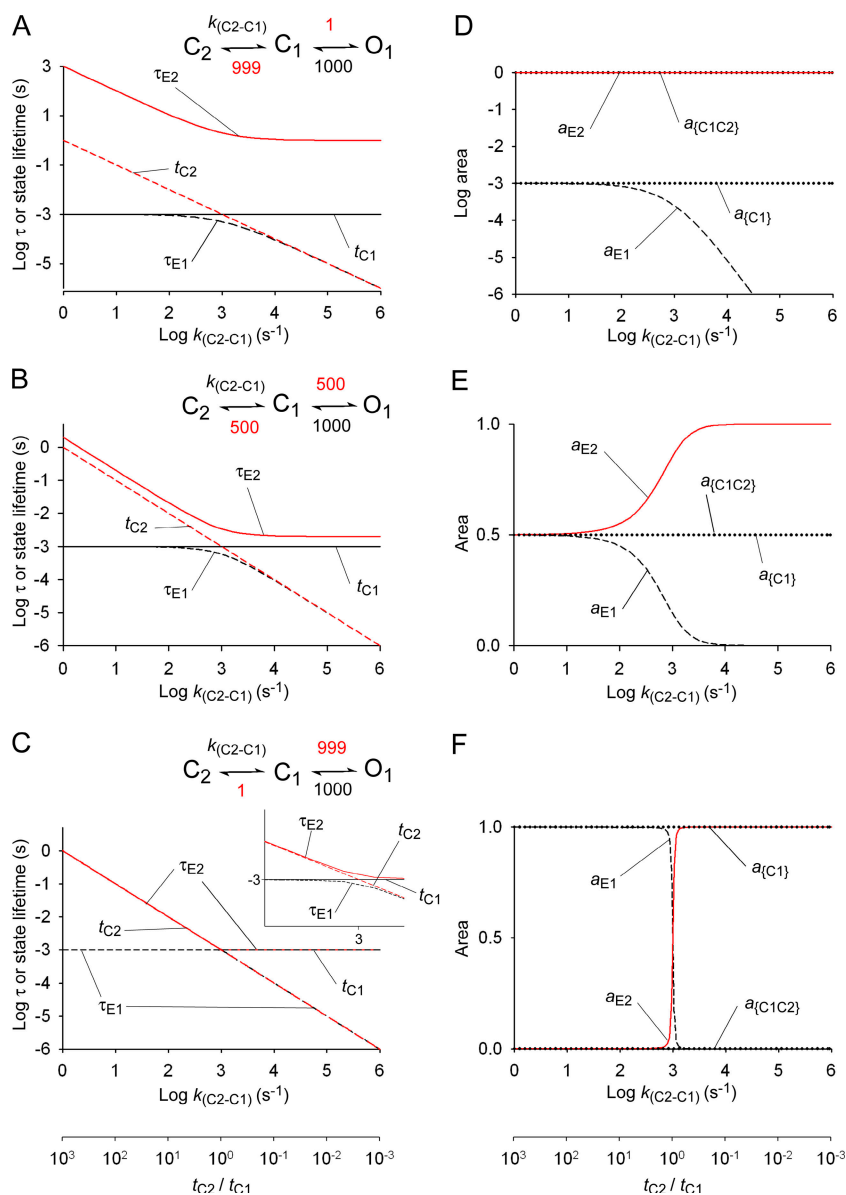 A
k(C2-C1) 1
C2 C1 O1
999 1000
Log τ or state lifetime (s)
3
1
-1
-3
-5
τE2
tC2
tC1
τE1
0 1 2 3 4 5 6
Log k(C2-C1) (s-1)
D
Log area
0
-1
-2
-3
-4
-5
-6
aE2
a{C1C2}
a{C1}
aE1
0 1 2 3 4 5 6
Log k(C2-C1) (s-1)
B
k(C2-C1) 500
C2 C1 O1
500 1000
Log τ or state lifetime (s)
0
-1
-2
-3
-4
-5
-6
τE2
tC2
tC1
τE1
0 1 2 3 4 5 6
Log k(C2-C1) (s-1)
E
Area
1.0
0.5
0.0
aE2
a{C1C2}
a{C1}
aE1
0 1 2 3 4 5 6
Log k(C2-C1) (s-1)
C
k(C2-C1) 999
C2 C1 O1
1 1000
Log τ or state lifetime (s)
0
-1
-2
-3
-4
-5
-6
τE2
tC2
tC1
τE1
τE2
tC2
-3
tC1
τE1
3
0 1 2 3 4 5 6
Log k(C2-C1) (s-1)
10^3 10^2 10^1 10^0 10^-1 10^-2 10^-3
tC2 / tC1
F
Area
1.0
0.5
0.0
aE1
a{C1}
aE2
a{C1C2}
0 1 2 3 4 5 6
Log k(C2-C1) (s-1)
10^3 10^2 10^1 10^0 10^-1 10^-2 10^-3
tC2 / tC1